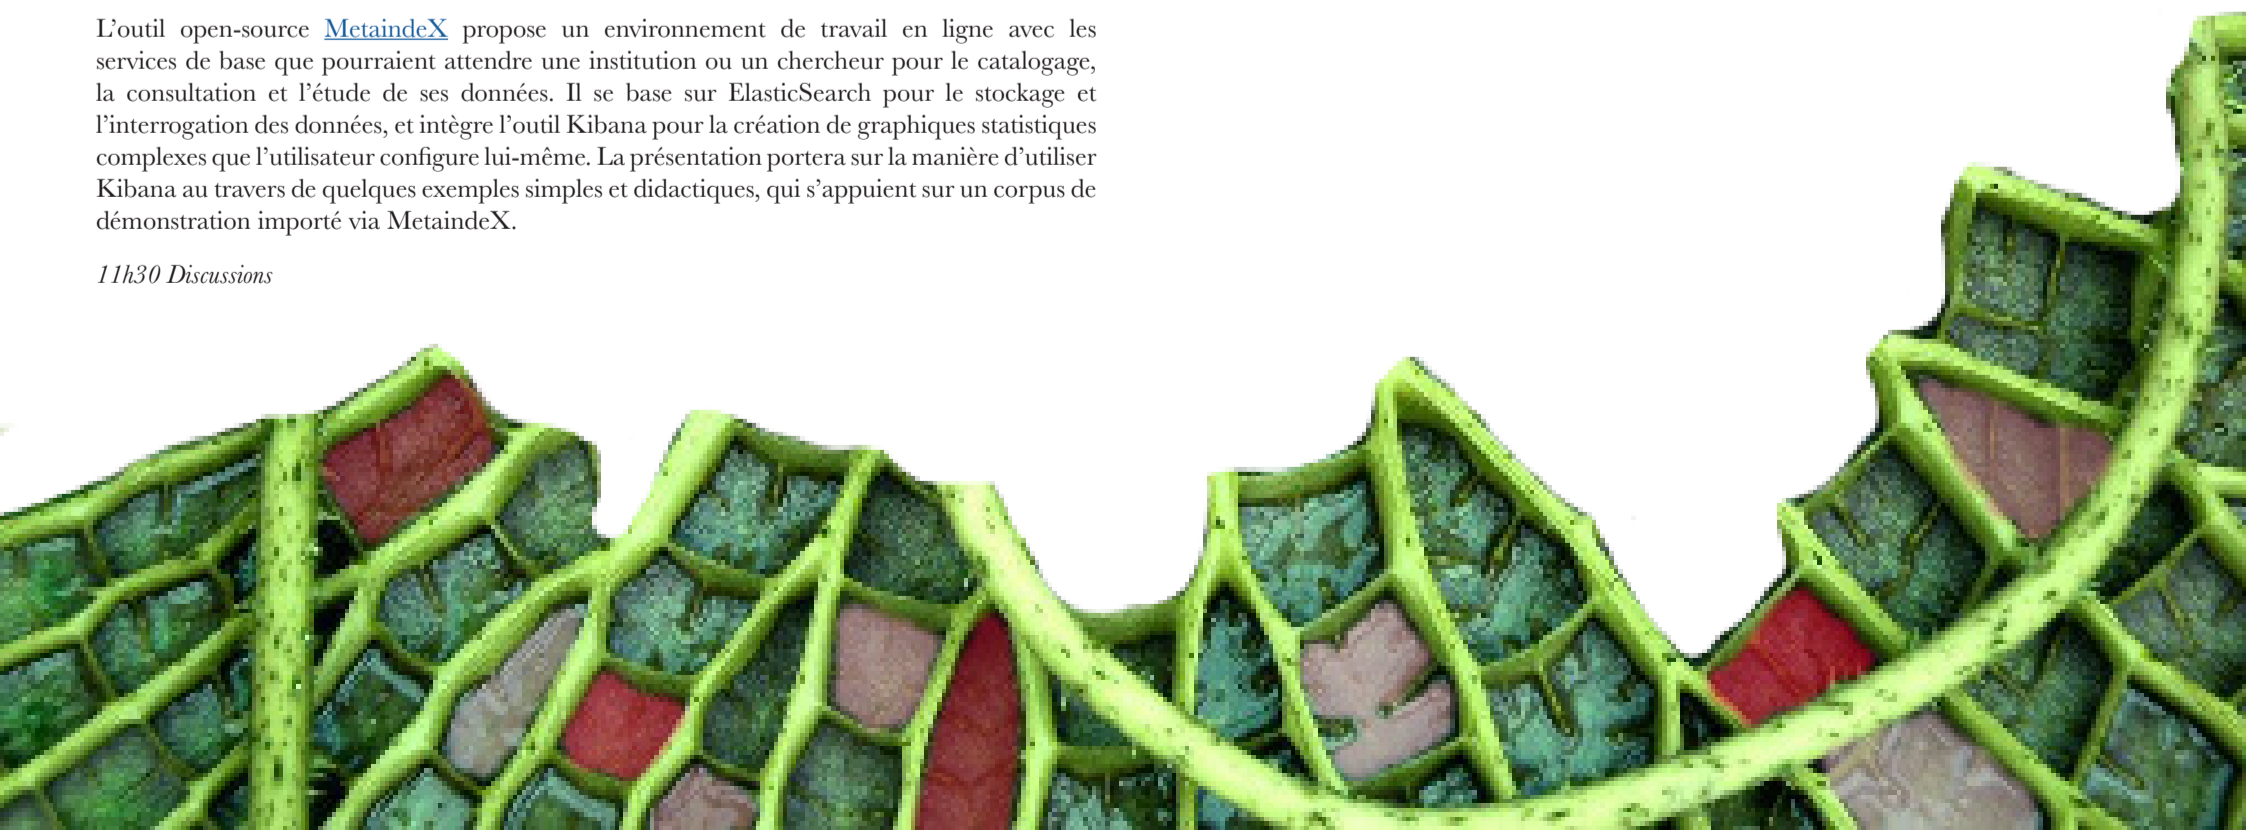 L’outil open-source MetaindeX propose un environnement de travail en ligne avec les
services de base que pourraient attendre une institution ou un chercheur pour le catalogage,
la consultation et l’étude de ses données. Il se base sur ElasticSearch pour le stockage et
l’interrogation des données, et intègre l’outil Kibana pour la création de graphiques statistiques
complexes que l’utilisateur configure lui-même. La présentation portera sur la manière d’utiliser
Kibana au travers de quelques exemples simples et didactiques, qui s’appuient sur un corpus de
démonstration importé via MetaindeX.
11h30 Discussions